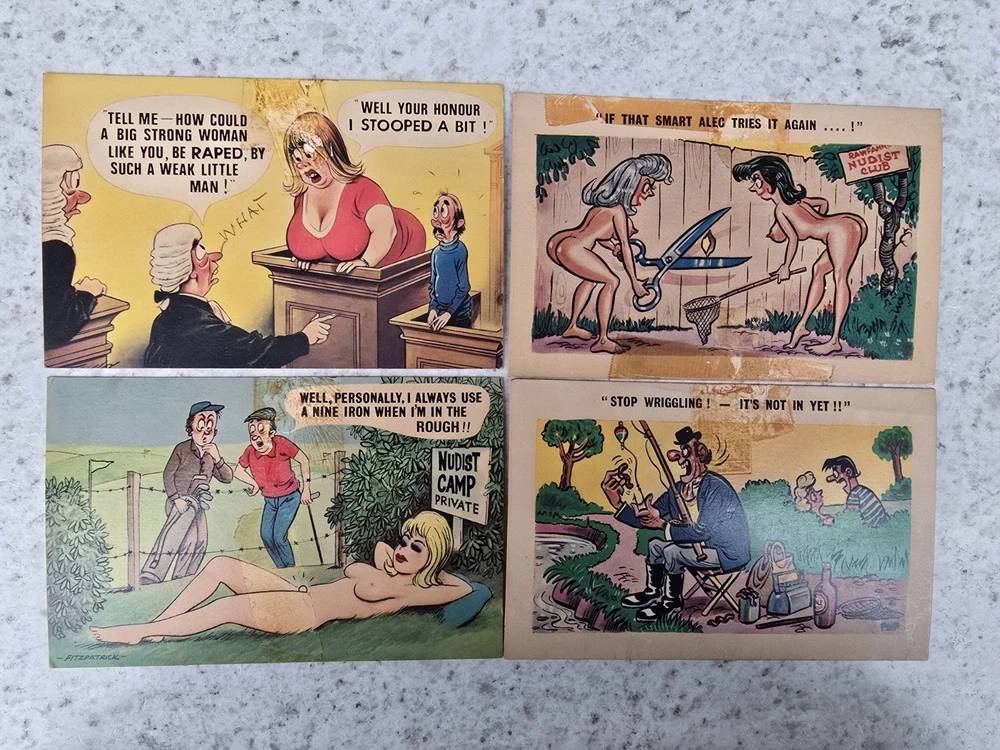 "TELL ME — HOW COULD
A BIG STRONG WOMAN
LIKE YOU, BE RAPED, BY
SUCH A WEAK LITTLE
MAN!"
"WELL YOUR HONOUR
I STOOPED A BIT!"
WHAT
"IF THAT SMART ALEC TRIES IT AGAIN ....!"
NUDIST
CLUB
WELL, PERSONALLY, I ALWAYS USE
A NINE IRON WHEN I'M IN THE
ROUGH!!
NUDIST
CAMP
PRIVATE
-FITZPATRICK-
"STOP WRIGGLING! — IT'S NOT IN YET!!"